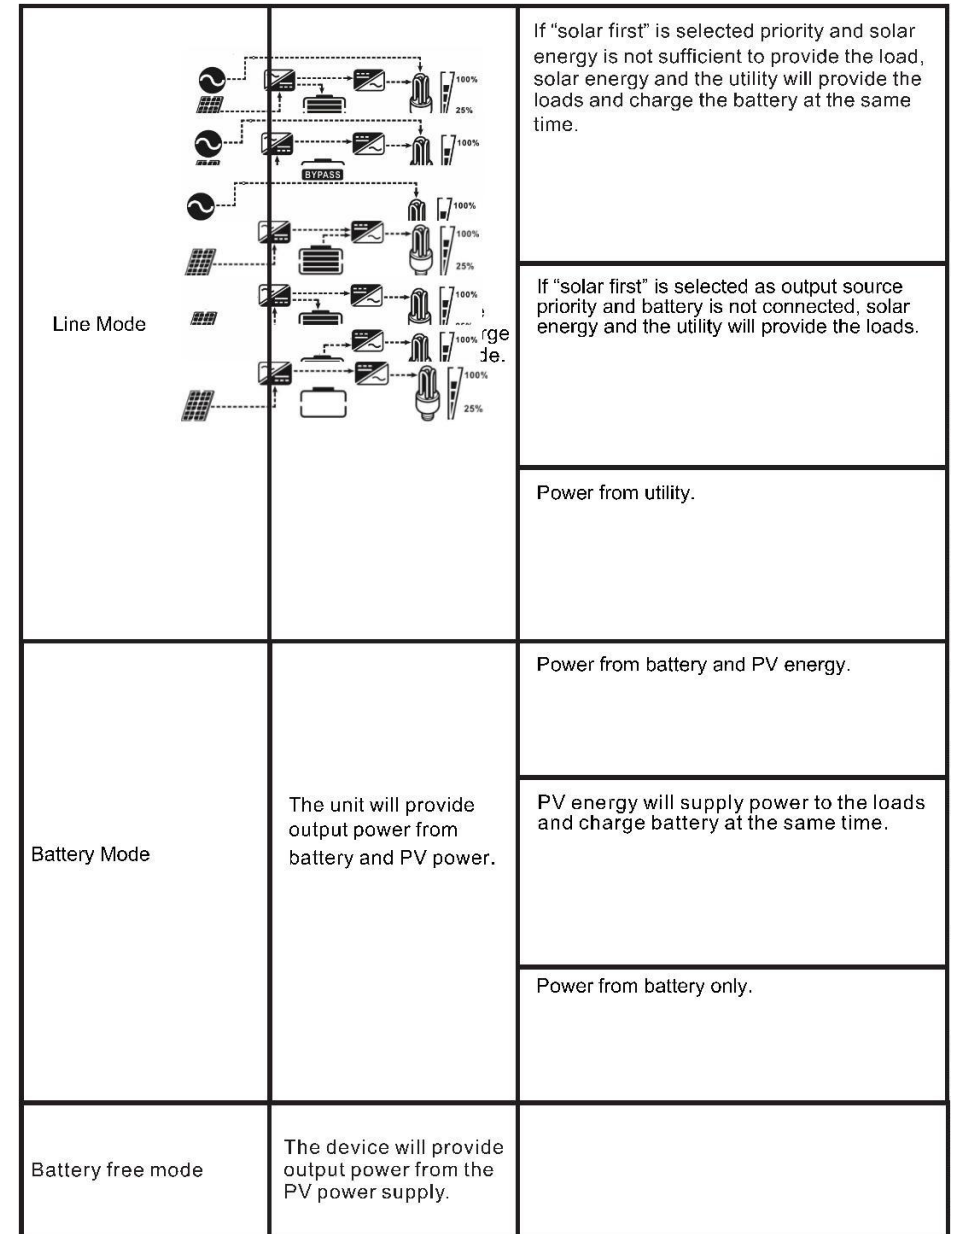 If “solar first” is selected priority and solar
energy is not sufficient to provide the load,
solar energy and the utility will provide the
loads and charge the battery at the same
time.
100%
25%
100%
BYPASS
100%
100%
25%
100%
100%
rge
de.
100%
25%
Line Mode
If “solar first” is selected as output source
priority and battery is not connected, solar
energy and the utility will provide the loads.
Power from utility.
Battery Mode
The unit will provide
output power from
battery and PV power.
Power from battery and PV energy.
PV energy will supply power to the loads
and charge battery at the same time.
Power from battery only.
Battery free mode
The device will provide
output power from the
PV power supply.